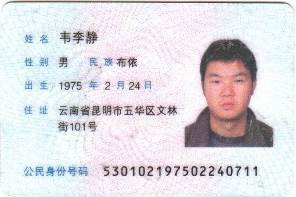 姓名 韦李静
性别 男 民族 布依
出生 1975 年 2 月 24 日
住址 云南省昆明市五华区文林
街101号
公民身份号码 530102197502240711